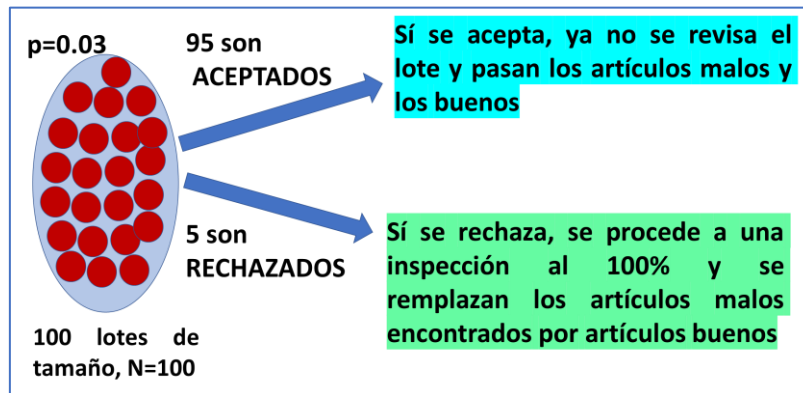 p=0.03
95 son
ACEPTADOS
Sí se acepta, ya no se revisa el
lote y pasan los artículos malos y
los buenos
5 son
RECHAZADOS
Sí se rechaza, se procede a una
inspección al 100% y se
remplazan los artículos malos
encontrados por artículos buenos
100 lotes de
tamaño, N=100